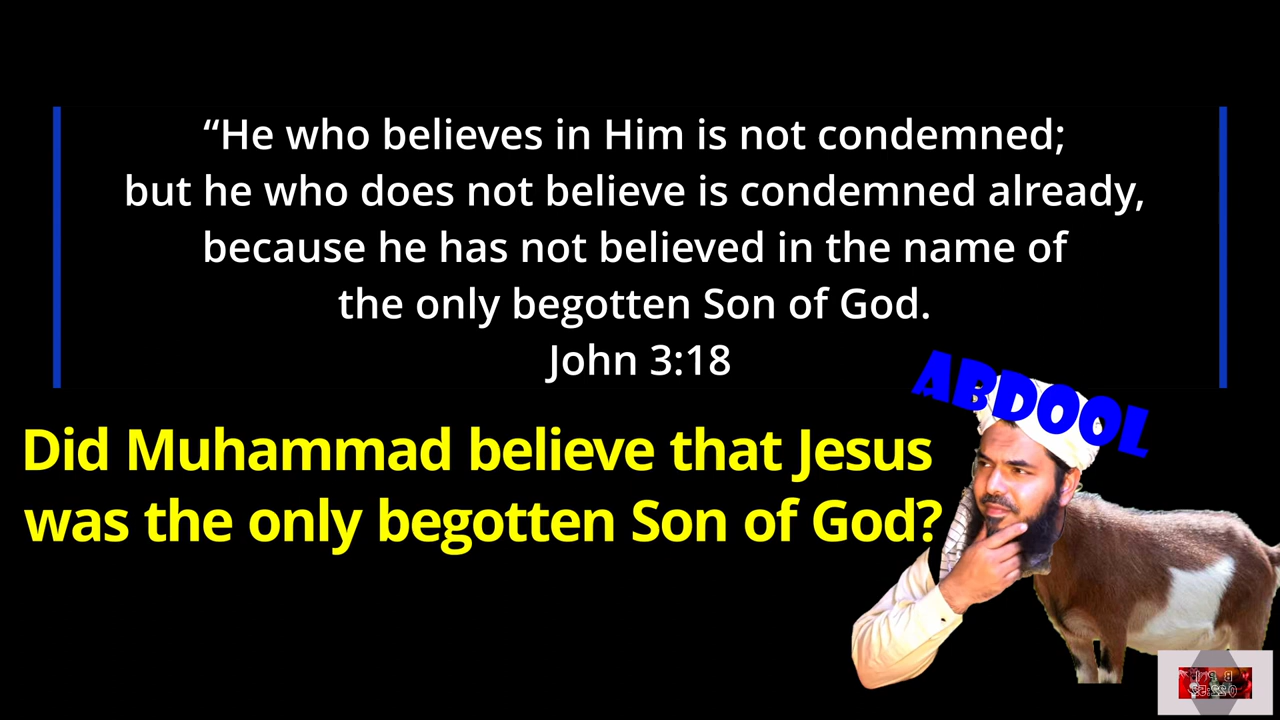 “He who believes in Him is not condemned;
but he who does not believe is condemned already,
because he has not believed in the name of
the only begotten Son of God.
John 3:18
ABDOOL
Did Muhammad believe that Jesus
was the only begotten Son of God?